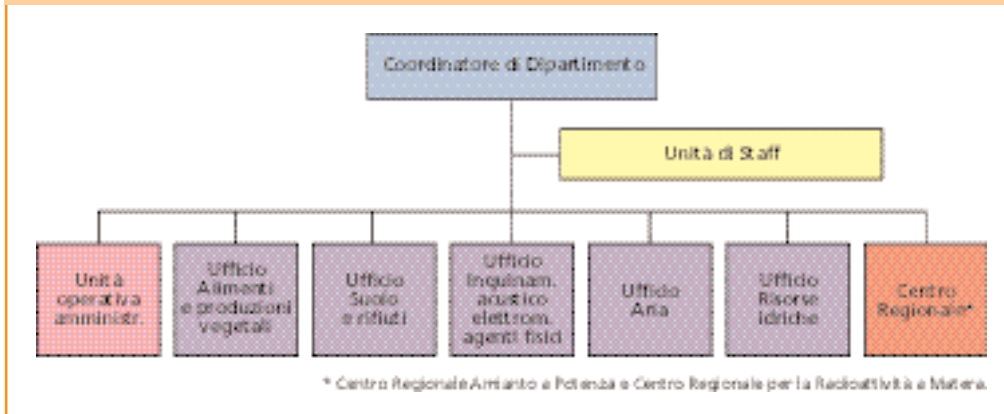 Coordinatore di Dipartimento
Unità di Staff
Unità
operativa
amministr.
Ufficio
Alimenti
e produzioni
vegetali
Ufficio
Suolo
e rifiuti
Ufficio
Inquinam.
acustico
elettrom.
agenti fisici
Ufficio
Aria
Ufficio
Risorse
idriche
Centro
Regionale*
* Centro Regionale Amianto a Potenza e Centro Regionale per la Radioattività a Matera.